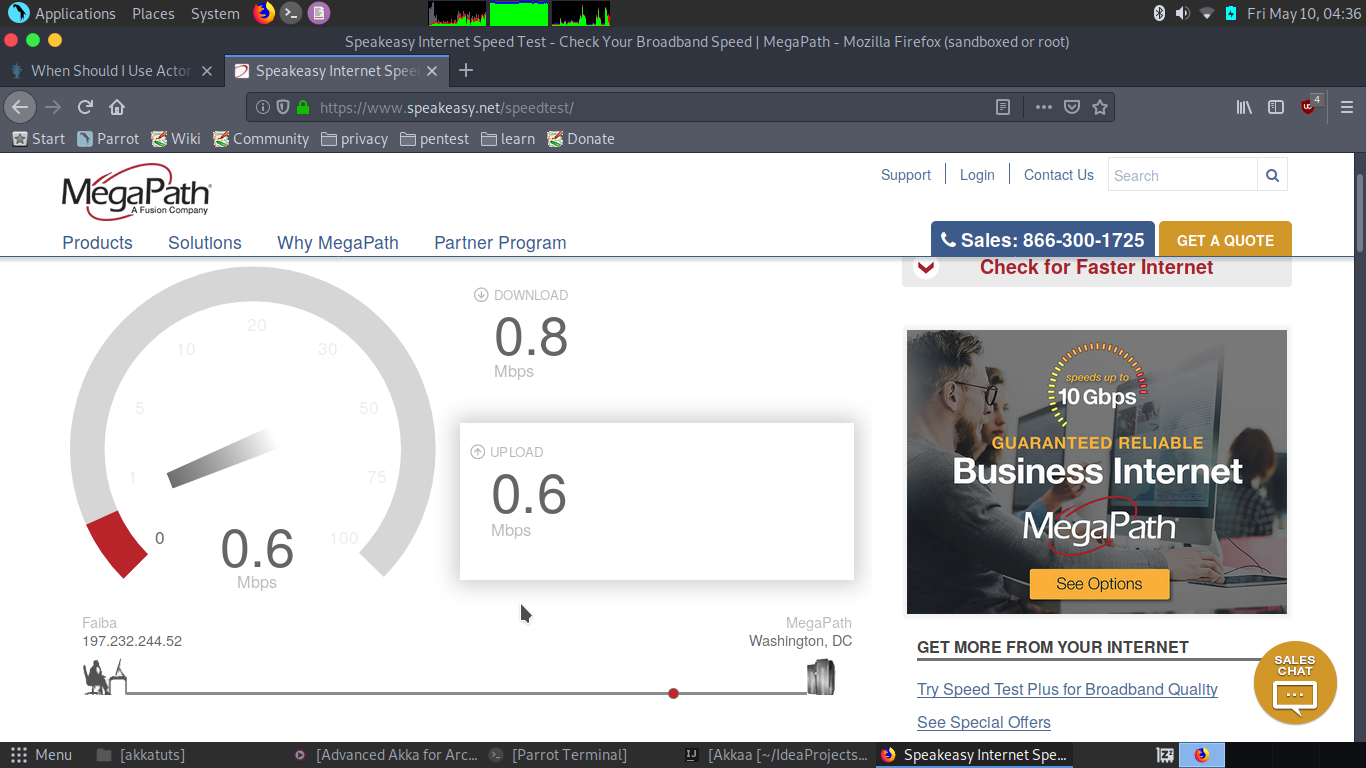 Applications Places System Fri May 10, 04:36
Speakeasy Internet Speed Test - Check Your Broadband Speed | MegaPath - Mozilla Firefox (sandboxed or root)
When Should I Use Actor Speakeasy Internet Spee
https://www.speakeasy.net/speedtest/
4
Start Parrot Wiki Community privacy pentest learn Donate
MegaPath
A Fusion Company
Support Login Contact Us Search
Products Solutions Why MegaPath Partner Program
Sales: 866-300-1725 GET A QUOTE
Check for Faster Internet
0
1
5
10
20
30
50
75
100
0.6
Mbps
DOWNLOAD
0.8
Mbps
UPLOAD
0.6
Mbps
Faiba
197.232.244.52
MegaPath
Washington, DC
speeds up to
10 Gbps
GUARANTEED RELIABLE
Business Internet
MegaPath
See Options
GET MORE FROM YOUR INTERNET
Try Speed Test Plus for Broadband Quality
See Special Offers
SALES
CHAT
Menu [akkatuts] [Advanced Akka for Arc... [Parrot Terminal] [Akkaa [~/IdeaProjects... Speakeasy Internet Spe...